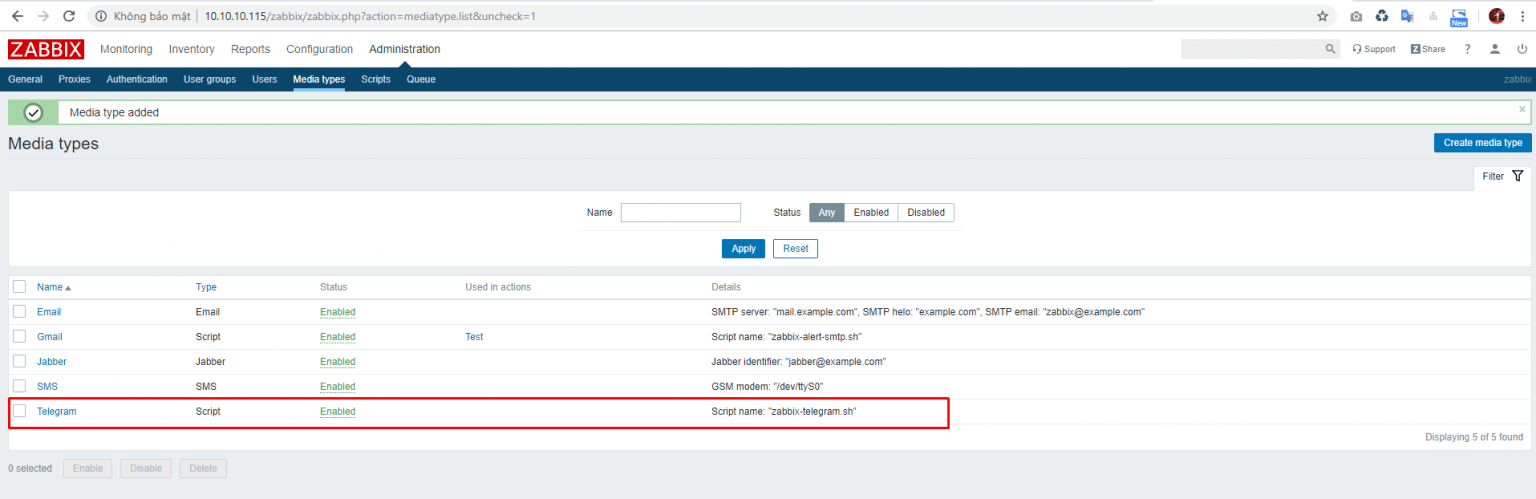 Không bảo mật 10.10.10.115/zabbix/zabbix.php?action=mediatype.list&uncheck=1
New
ZABBIX Monitoring Inventory Reports Configuration Administration Support Z Share ?
General Proxies Authentication User groups Users Media types Scripts Queue zabbix
Media type added
Media types Create media type
Filter
Name Status Any Enabled Disabled
Apply Reset
Name Type Status Used in actions Details
Email Email Enabled SMTP server: "mail.example.com", SMTP helo: "example.com", SMTP email: "zabbix@example.com"
Gmail Script Enabled Test Script name: "zabbix-alert-smtp.sh"
Jabber Jabber Enabled Jabber identifier: "jabber@example.com"
SMS SMS Enabled GSM modem: "/dev/ttyS0"
Telegram Script Enabled Script name: "zabbix-telegram.sh"
Displaying 5 of 5 found
0 selected Enable Disable Delete